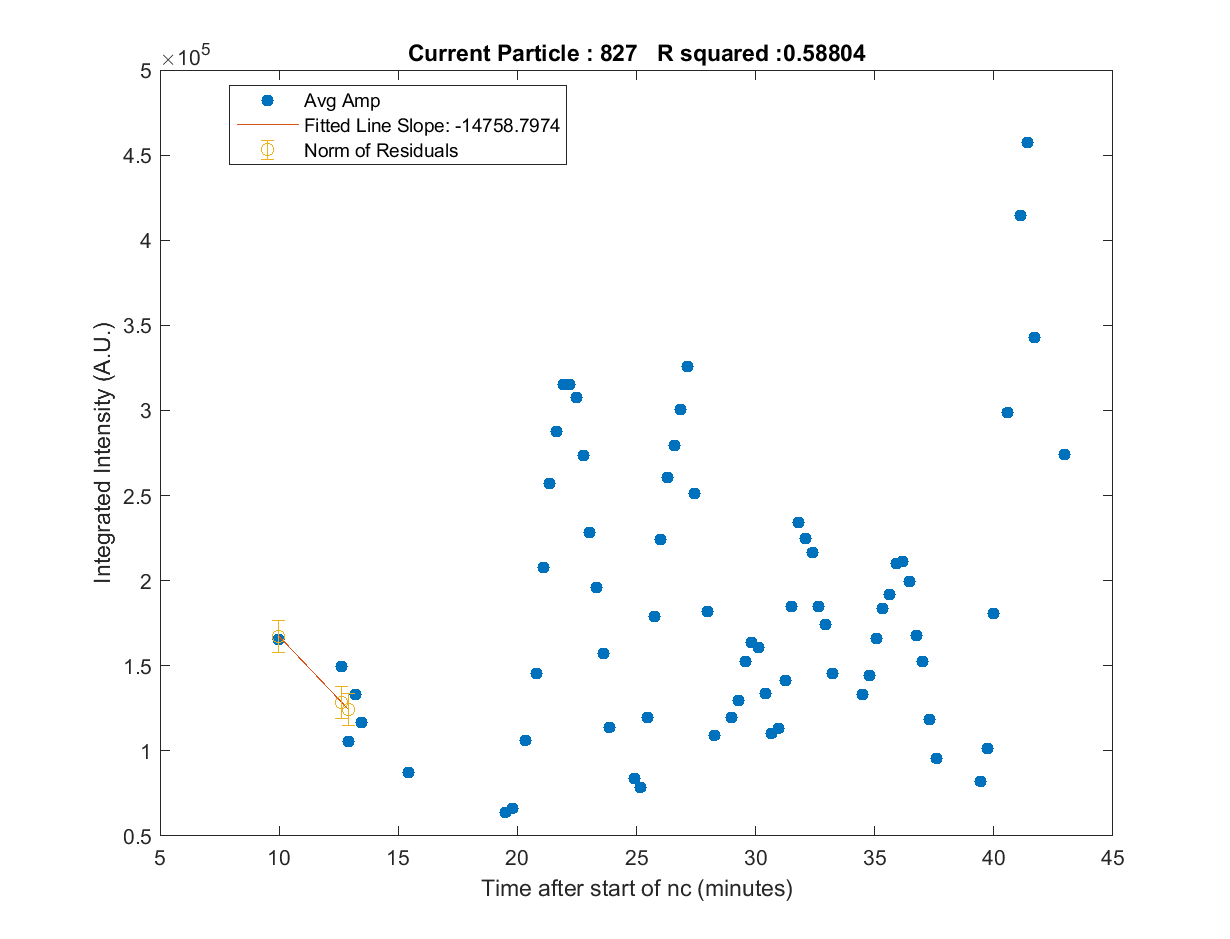 Current Particle : 827   R squared :0.58804
×10^5
Avg Amp
Fitted Line Slope: -14758.7974
Norm of Residuals
Integrated Intensity (A.U.)
5
4.5
4
3.5
3
2.5
2
1.5
1
0.5
5 10 15 20 25 30 35 40 45
Time after start of nc (minutes)